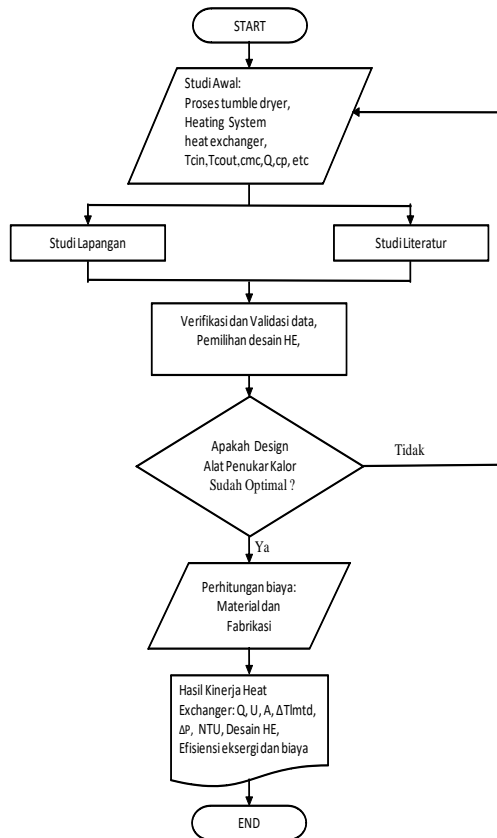 START
Studi Awal:
Proses tumble dryer,
Heating System
heat exchanger,
Tcin,Tcout,cmc,Q,cp, etc
Studi Lapangan
Studi Literatur
Verifikasi dan Validasi data,
Pemilihan desain HE,
Apakah Design
Alat Penukar Kalor
Sudah Optimal ?
Tidak
Ya
Perhitungan biaya:
Material dan
Fabrikasi
Hasil Kinerja Heat
Exchanger: Q, U, A, ΔTlmtd,
ΔP, NTU, Desain HE,
Efisiensi eksergi dan biaya
END